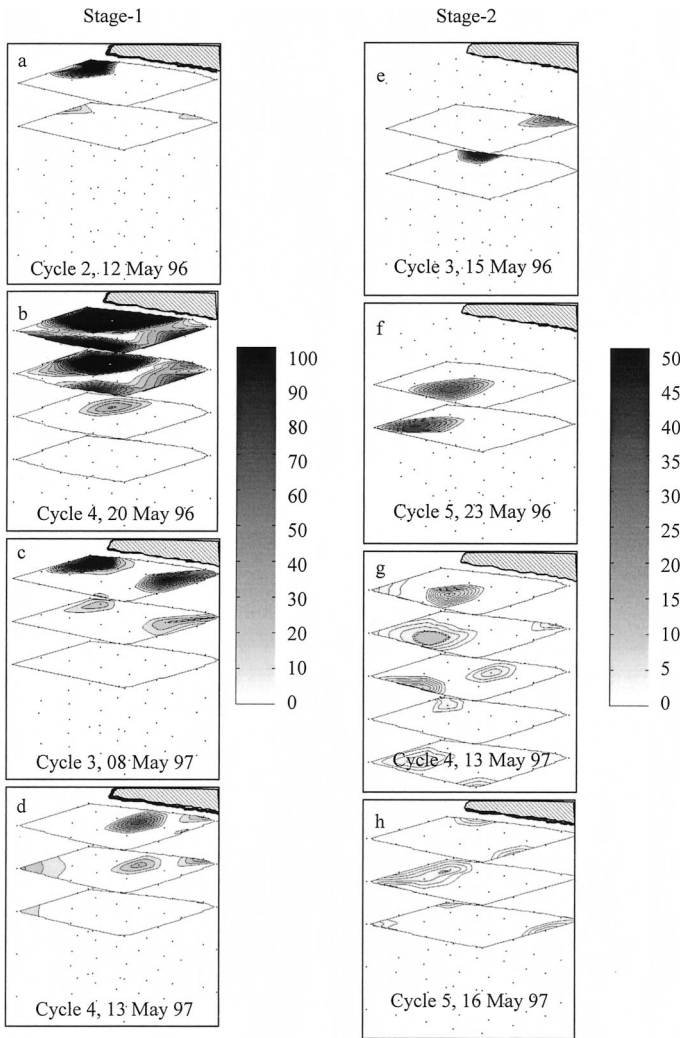 Stage-1
a
Cycle 2, 12 May 96
b
Cycle 4, 20 May 96
c
Cycle 3, 08 May 97
d
Cycle 4, 13 May 97
100
90
80
70
60
50
40
30
20
10
0
Stage-2
e
Cycle 3, 15 May 96
f
Cycle 5, 23 May 96
g
Cycle 4, 13 May 97
h
Cycle 5, 16 May 97
50
45
40
35
30
25
20
15
10
5
0